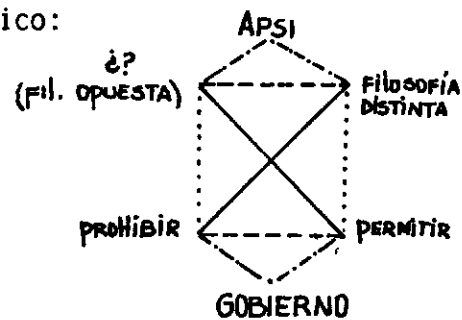 ico:
APSI
¿?
(FIL. OPUESTA)
FILOSOFÍA
DISTINTA
PROHIBIR
PERMITIR
GOBIERNO